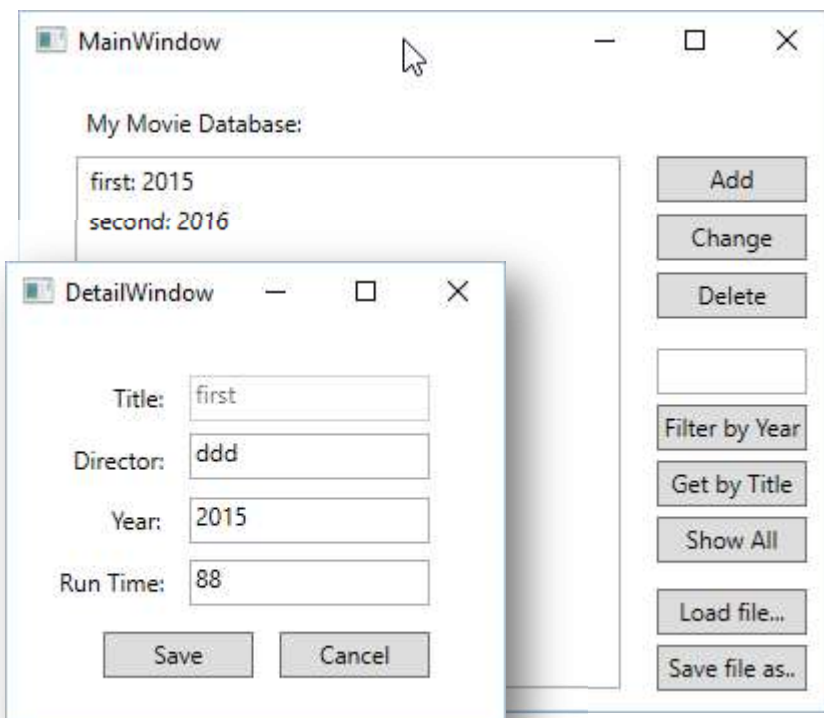 MainWindow
My Movie Database:
first: 2015
second: 2016
Add
Change
Delete
Filter by Year
Get by Title
Show All
Load file...
Save file as..
DetailWindow
Title: first
Director: ddd
Year: 2015
Run Time: 88
Save Cancel